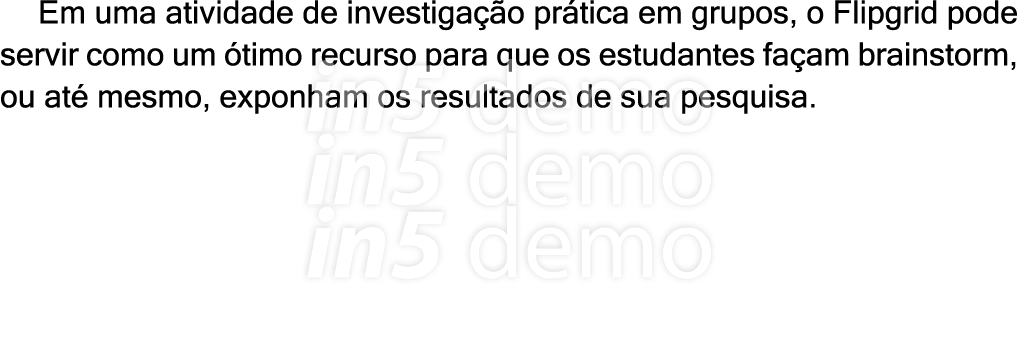 Em uma atividade de investigação prática em grupos, o Flipgrid pode
servir como um ótimo recurso para que os estudantes façam brainstorm,
ou até mesmo, exponham os resultados de sua pesquisa.
in5 demo
in5 demo
in5 demo